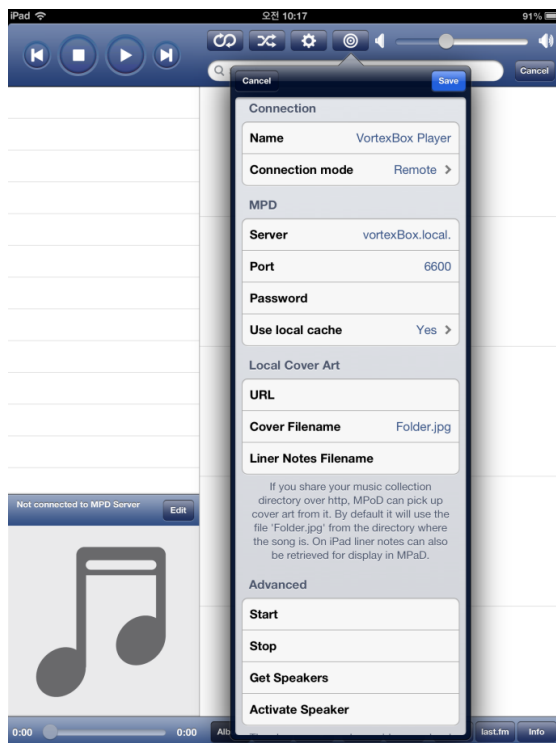 iPad 오전 10:17 91%
Cancel
Cancel Save
Connection
Name VortexBox Player
Connection mode Remote
MPD
Server vortexBox.local.
Port 6600
Password
Use local cache Yes
Local Cover Art
URL
Cover Filename Folder.jpg
Liner Notes Filename
If you share your music collection
directory over http, MPoD can pick up
cover art from it. By default it will use the
file 'Folder.jpg' from the directory where
the song is. On iPad liner notes can also
be retrieved for display in MPaD.
Not connected to MPD Server Edit
Advanced
Start
Stop
Get Speakers
Activate Speaker
0:00 0:00 Alb last.fm Info